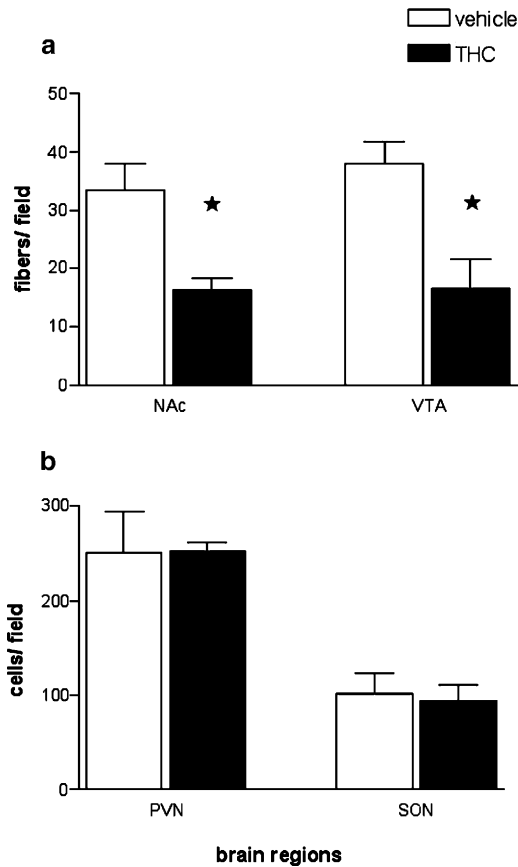 vehicle
THC
a
fibers/ field
50
40
30
20
10
0
NAc
VTA
b
cells/ field
300
200
100
0
PVN
SON
brain regions